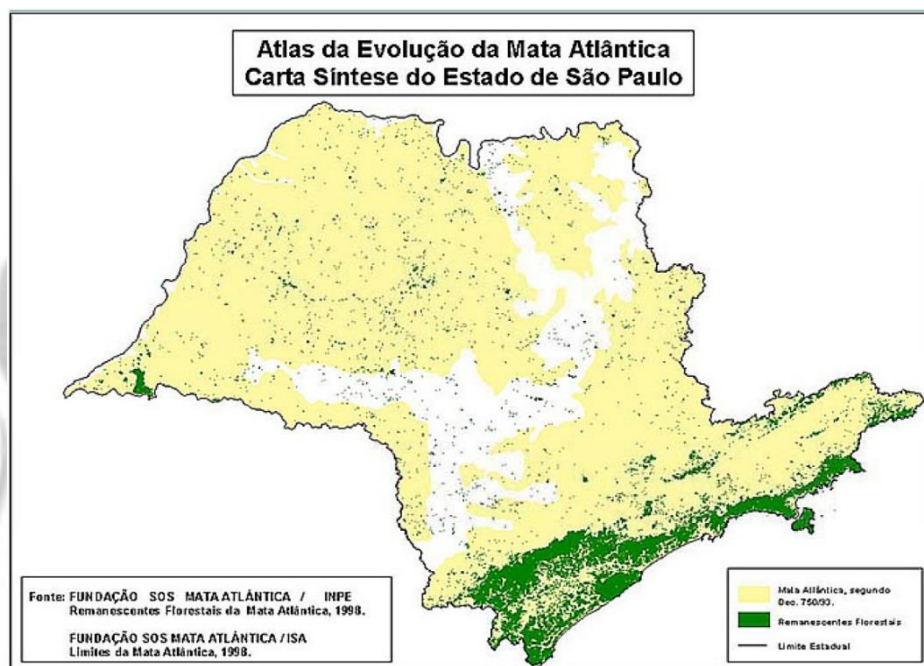 Atlas da Evolução da Mata Atlântica
Carta Síntese do Estado de São Paulo
Fonte: FUNDAÇÃO SOS MATA ATLÂNTICA / INPE
Remanescentes Florestais da Mata Atlântica, 1998.
FUNDAÇÃO SOS MATA ATLÂNTICA / ISA
Limites da Mata Atlântica, 1998.
Mata Atlântica, segundo
Dec. 750/93.
Remanescentes Florestais
Limite Estadual